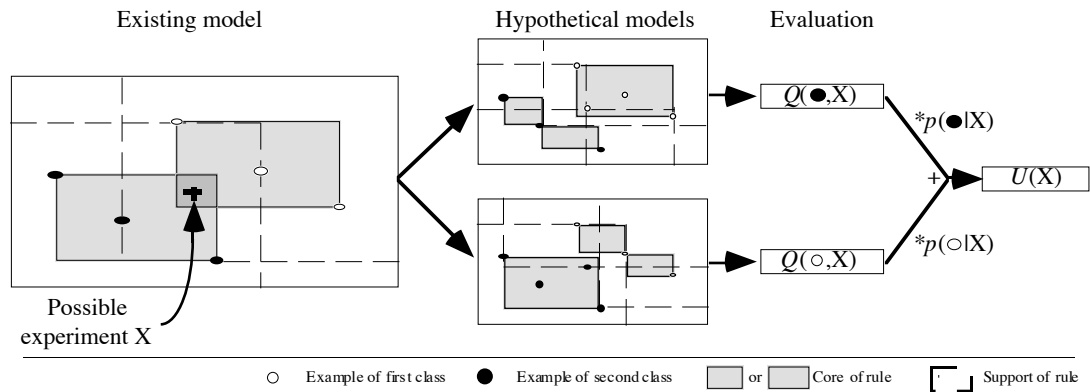 Existing model
Hypothetical models
Evaluation
Q(●,X)
*p(●|X)
+
U(X)
*p(○|X)
Q(○,X)
Possible
experiment X
Example of first class
Example of second class
or
Core of rule
Support of rule